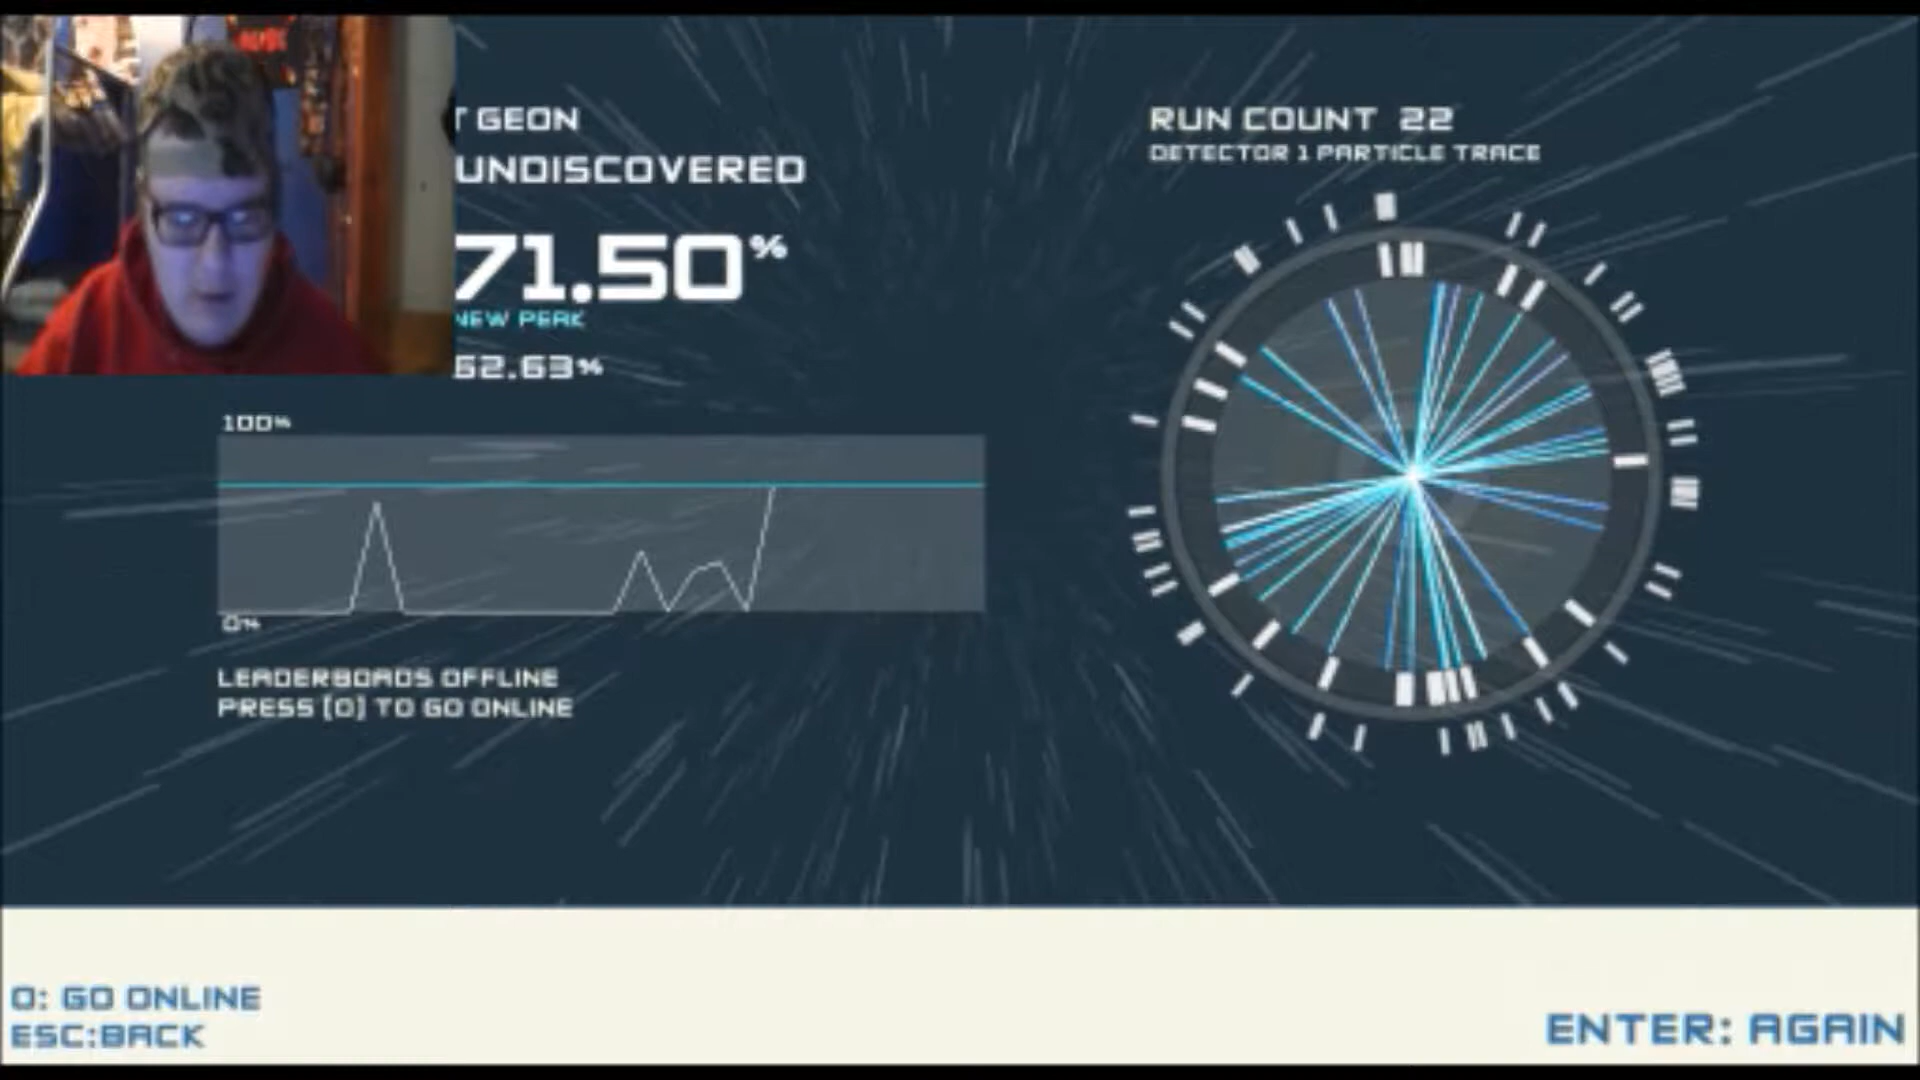 T GEON
UNDISCOVERED
71.50%
NEW PEAK
62.63%
100%
0%
LEADERBOARDS OFFLINE
PRESS [O] TO GO ONLINE
RUN COUNT 22
DETECTOR 1 PARTICLE TRACE
O: GO ONLINE
ESC:BACK
ENTER: AGAIN